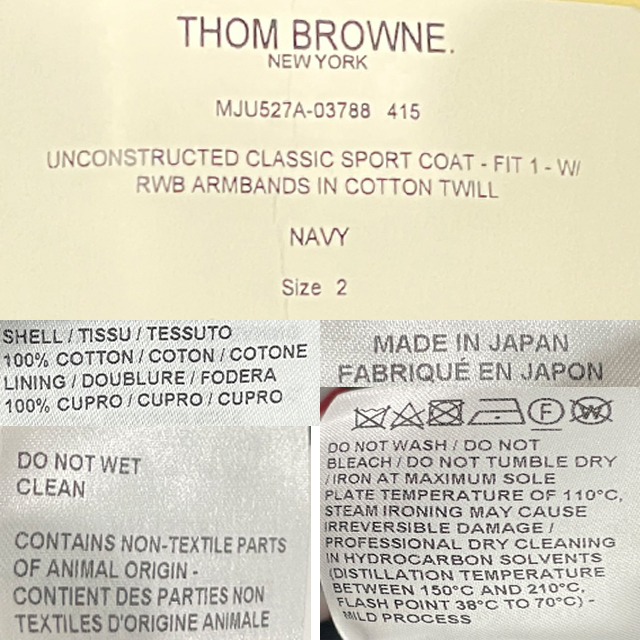 THOM BROWNE.
NEW YORK
MJU527A-03788 415
UNCONSTRUCTED CLASSIC SPORT COAT - FIT 1 - W/
RWB ARMBANDS IN COTTON TWILL
NAVY
Size 2
SHELL / TISSU / TESSUTO
100% COTTON / COTON / COTONE
LINING / DOUBLURE / FODERA
100% CUPRO / CUPRO / CUPRO
MADE IN JAPAN
FABRIQUÉ EN JAPON
DO NOT WET
CLEAN
CONTAINS NON-TEXTILE PARTS
OF ANIMAL ORIGIN -
CONTIENT DES PARTIES NON
TEXTILES D'ORIGINE ANIMALE
F W
DO NOT WASH / DO NOT
BLEACH / DO NOT TUMBLE DRY
/ IRON AT MAXIMUM SOLE
PLATE TEMPERATURE OF 110°C,
STEAM IRONING MAY CAUSE
IRREVERSIBLE DAMAGE /
PROFESSIONAL DRY CLEANING
IN HYDROCARBON SOLVENTS
(DISTILLATION TEMPERATURE
BETWEEN 150°C AND 210°C,
FLASH POINT 38°C TO 70°C) -
MILD PROCESS